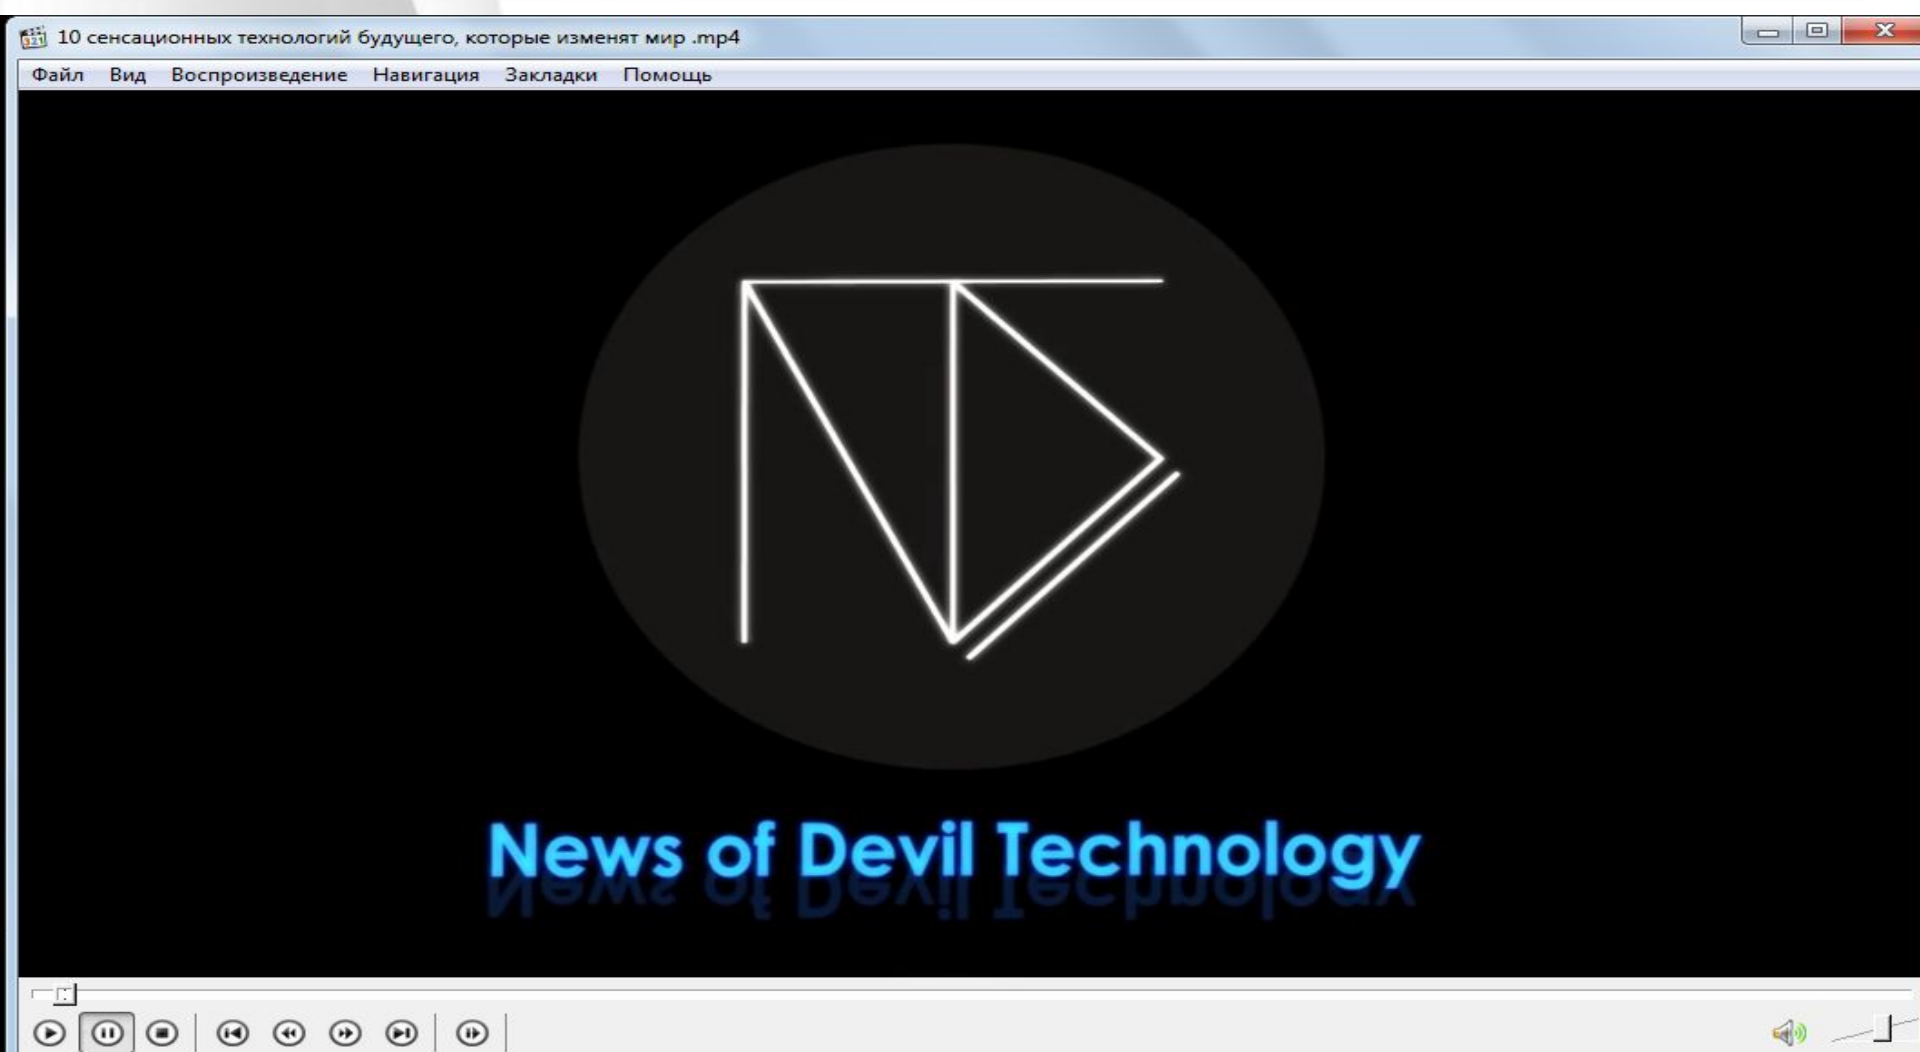 10 сенсационных технологий будущего, которые изменят мир .mp4
Файл Вид Воспроизведение Навигация Закладки Помощь
News of Devil Technology